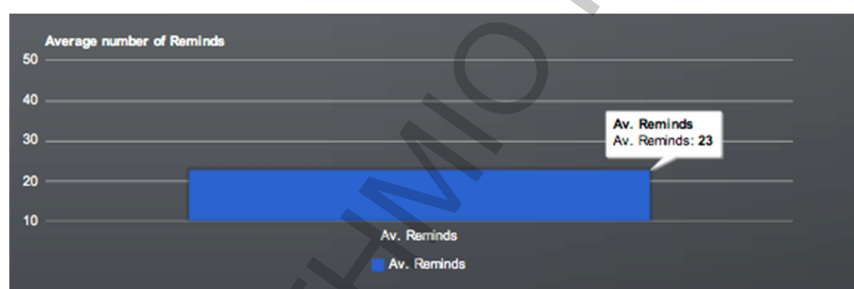 Average number of Reminds
50
40
30
20
10
Av. Reminds
Av. Reminds: 23
Av. Reminds
Av. Reminds